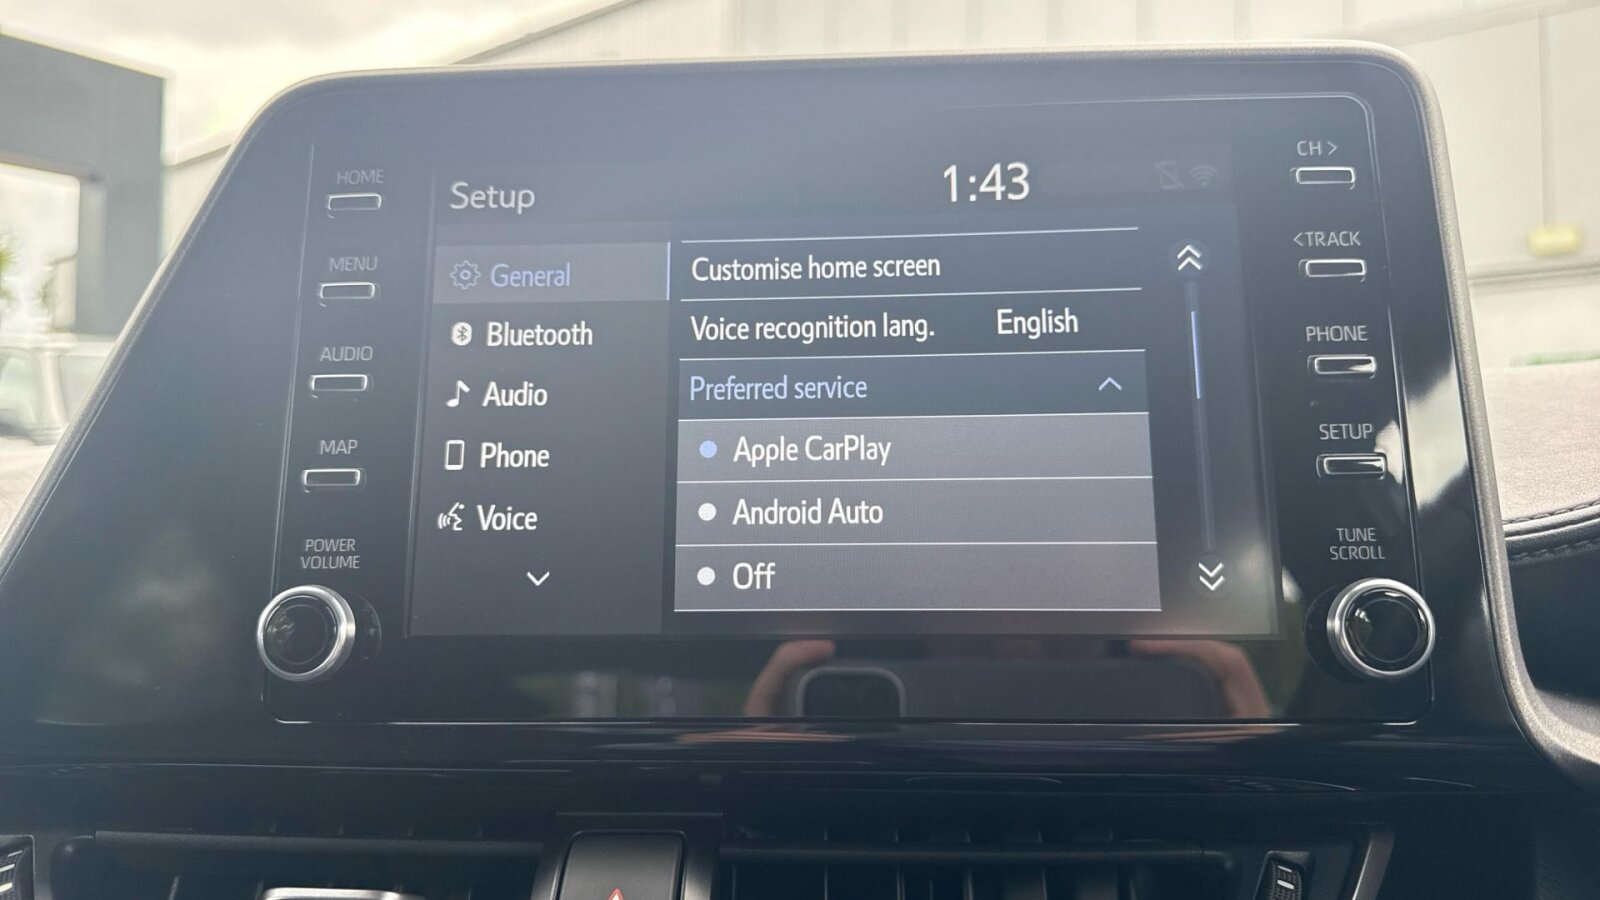 HOME
MENU
AUDIO
MAP
POWER
VOLUME
Setup
1:43
General
Bluetooth
Audio
Phone
Voice
Customise home screen
Voice recognition lang. English
Preferred service
Apple CarPlay
Android Auto
Off
CH >
<TRACK
PHONE
SETUP
TUNE
SCROLL